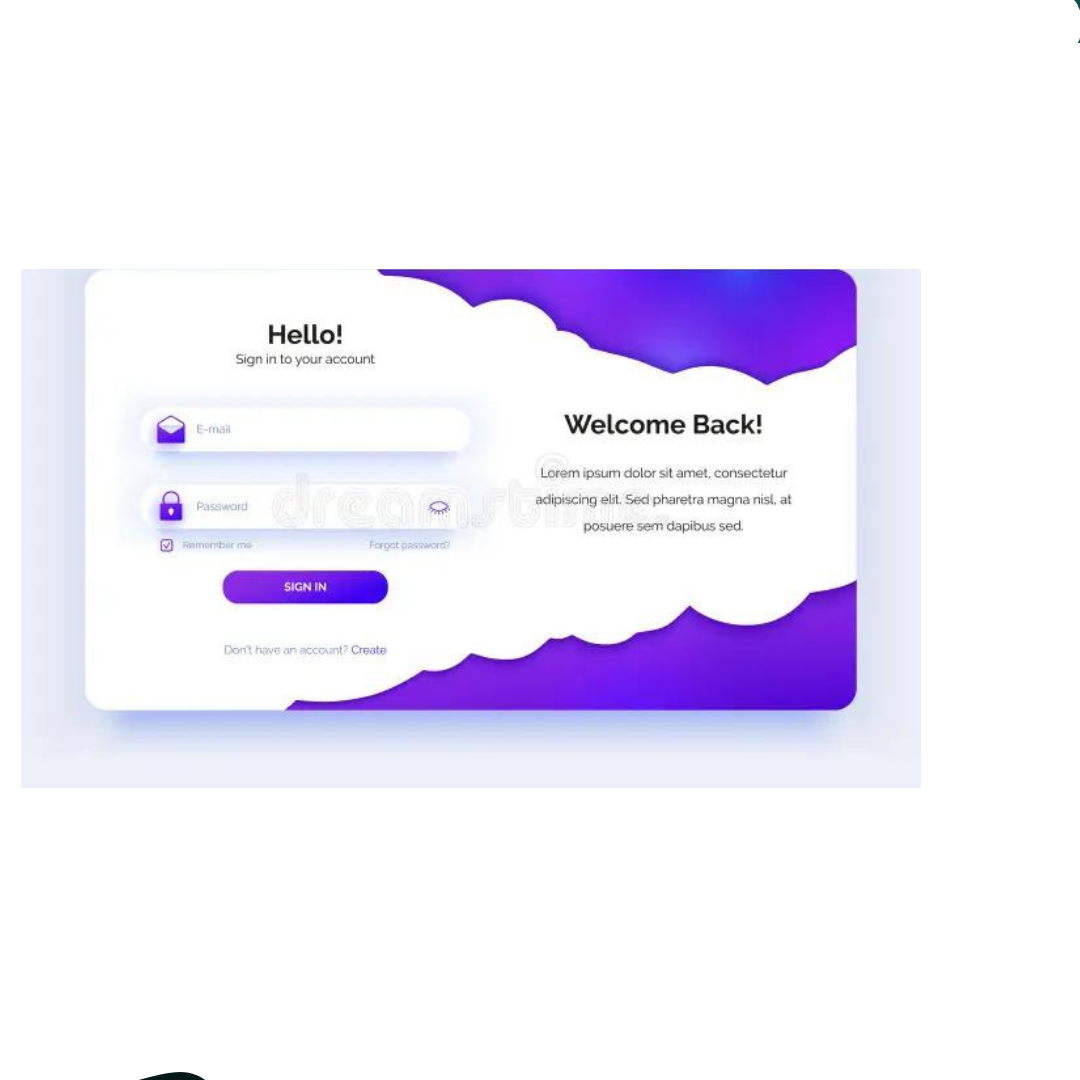 Hello!
Sign in to your account
E-mail
Password
Remember me
Forgot password?
SIGN IN
Don't have an account? Create
Welcome Back!
Lorem ipsum dolor sit amet, consectetur
adipiscing elit. Sed pharetra magna nisl, at
posuere sem dapibus sed.
dreamstime.